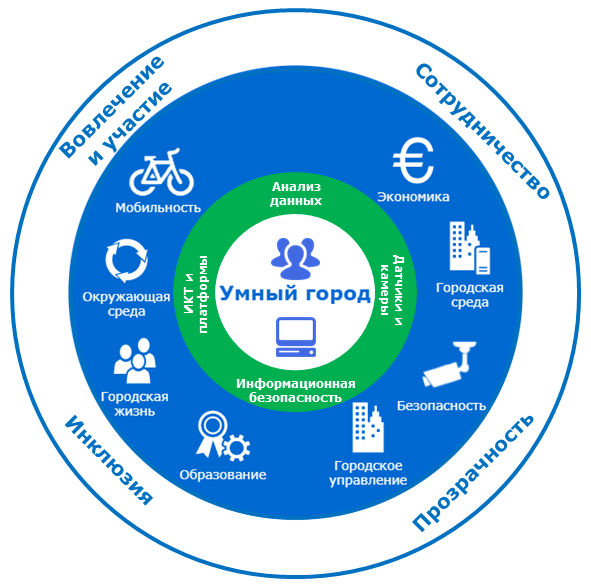 Вовлечение
и участие
Сотрудничество
Мобильность
Анализ
данных
Экономика
Окружающая
среда
ИКТ и
платформы
Умный город
Датчики и
камеры
Городская
среда
Городская
жизнь
Информационная
безопасность
Безопасность
Образование
Городское
управление
Инклюзия
Прозрачность